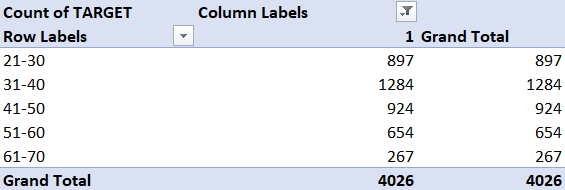 Count of TARGET Column Labels
Row Labels 1 Grand Total
21-30 897 897
31-40 1284 1284
41-50 924 924
51-60 654 654
61-70 267 267
Grand Total 4026 4026